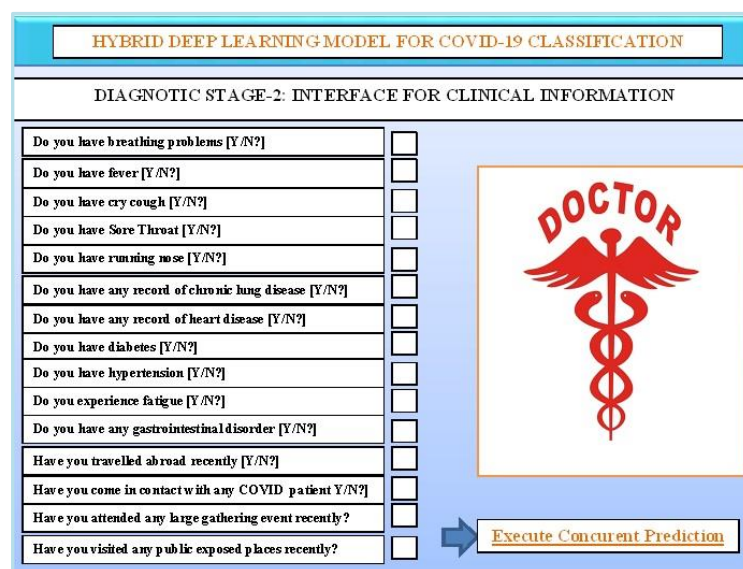 HYBRID DEEP LEARNING MODEL FOR COVID-19 CLASSIFICATION
DIAGNOTIC STAGE-2: INTERFACE FOR CLINICAL INFORMATION
Do you have breathing problems [Y/N?]
Do you have fever [Y/N?]
Do you have cry cough [Y/N?]
Do you have Sore Throat [Y/N?]
Do you have running nose [Y/N?]
Do you have any record of chronic lung disease [Y/N?]
Do you have any record of heart disease [Y/N?]
Do you have diabetes [Y/N?]
Do you have hypertension [Y/N?]
Do you experience fatigue [Y/N?]
Do you have any gastrointestinal disorder [Y/N?]
Have you travelled abroad recently [Y/N?]
Have you come in contact with any COVID patient Y/N?]
Have you attended any large gathering event recently?
Have you visited any public exposed places recently?
DOCTOR
Execute Concurent Prediction